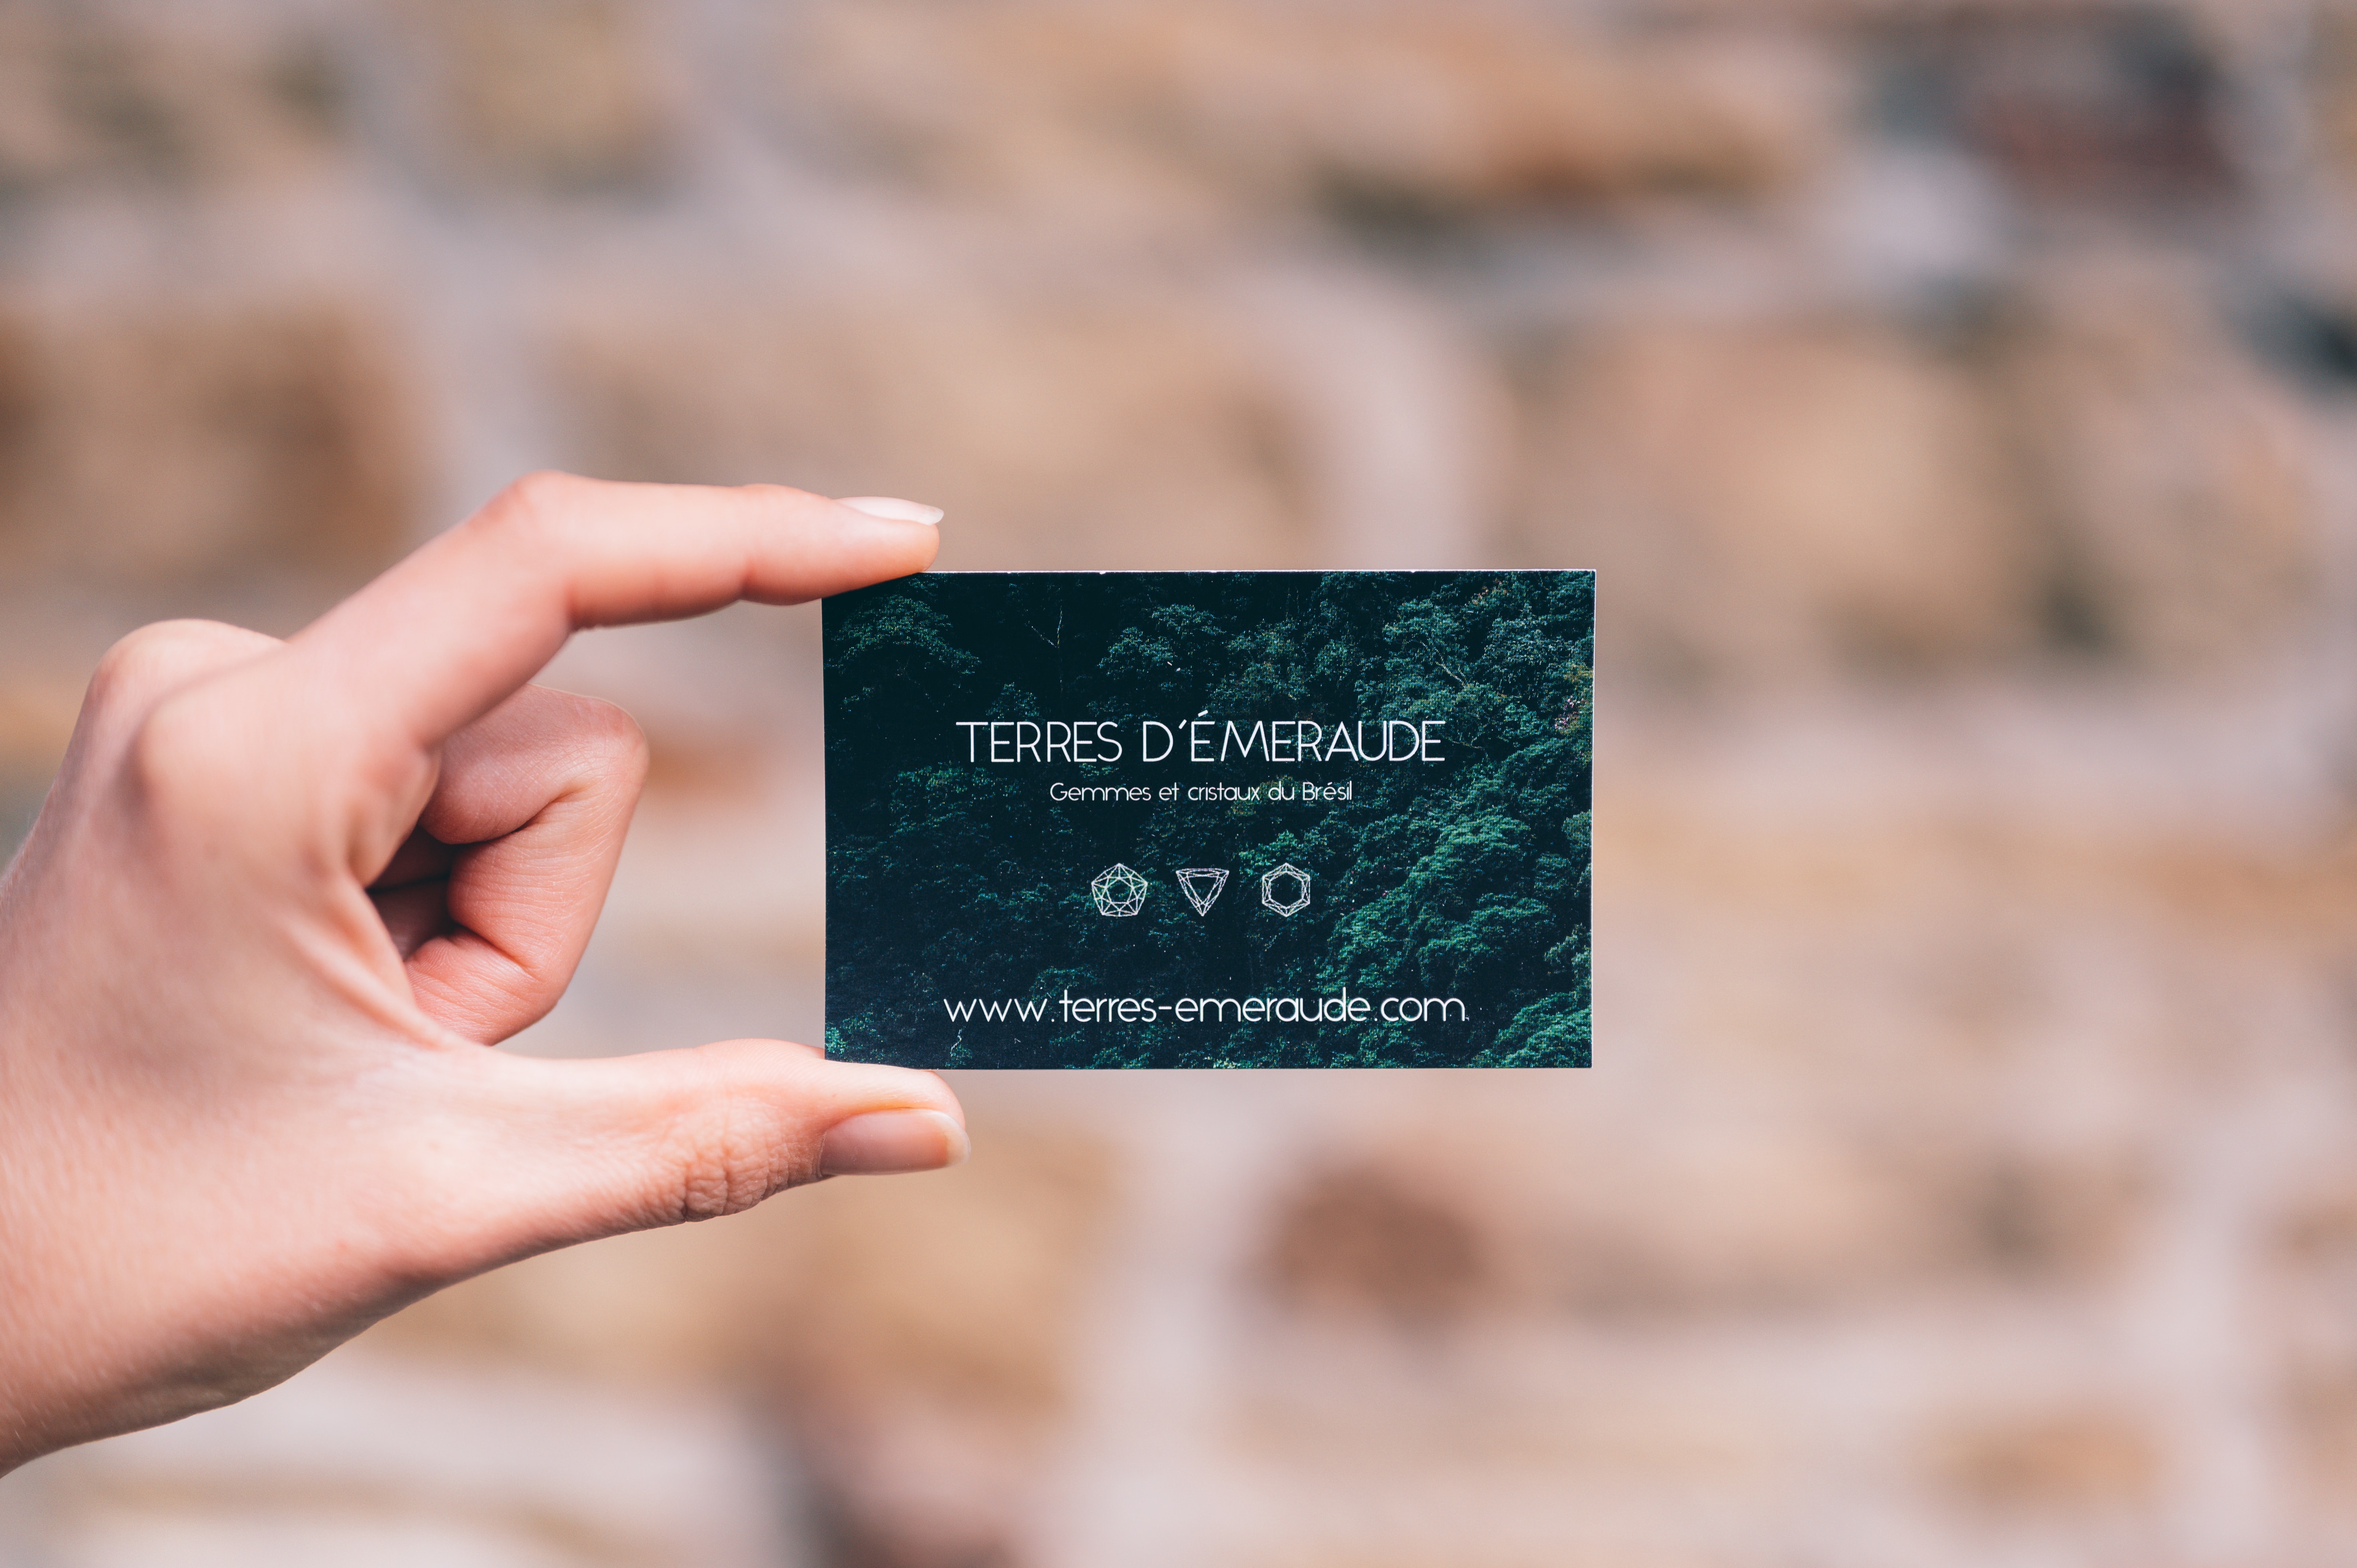 TERRES D'ÉMERAUDE
Gemmes et cristaux du Brésil
www.terres-emeraude.com